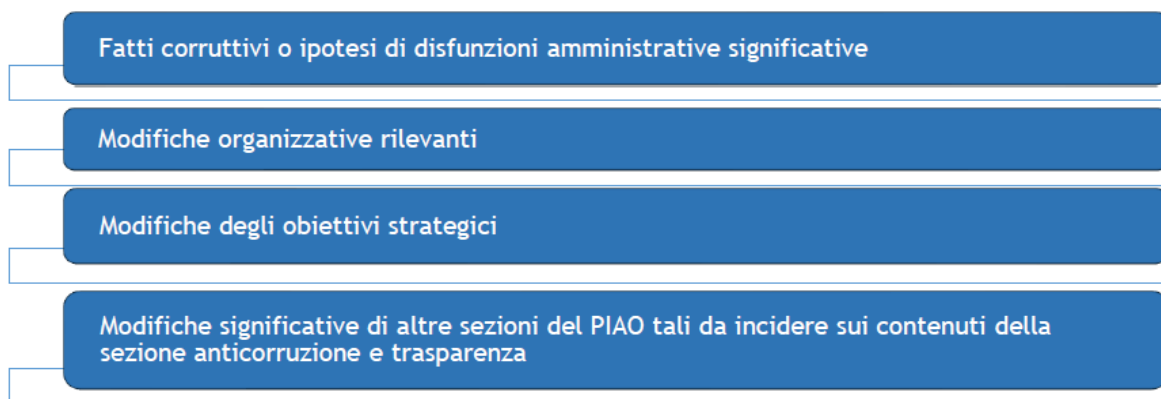 Fatti corruttivi o ipotesi di disfunzioni amministrative significative
Modifiche organizzative rilevanti
Modifiche degli obiettivi strategici
Modifiche significative di altre sezioni del PIAO tali da incidere sui contenuti della
sezione anticorruzione e trasparenza